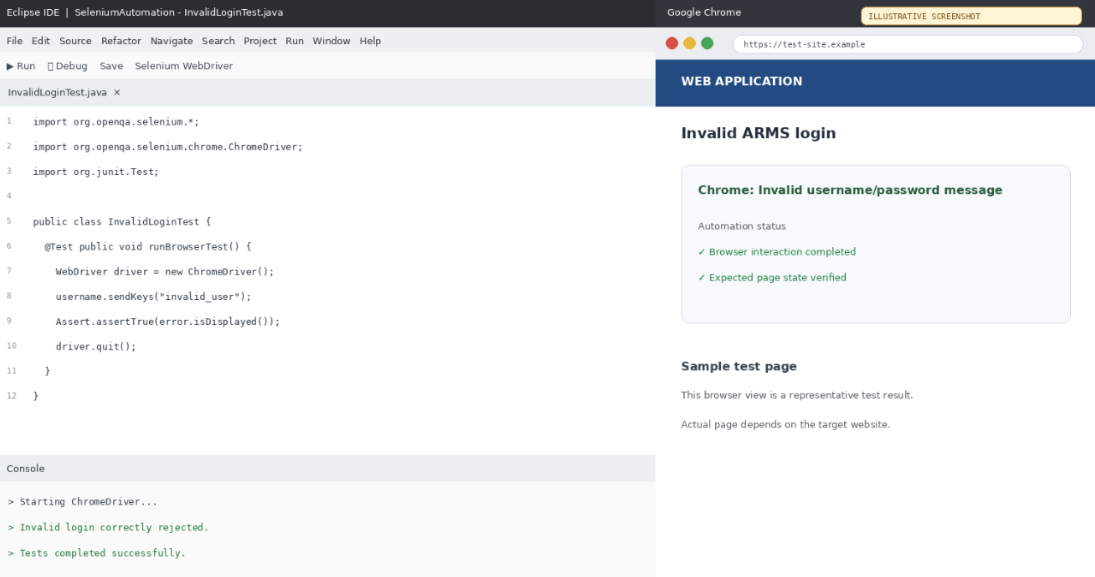 Eclipse IDE | SeleniumAutomation - InvalidLoginTest.java
File Edit Source Refactor Navigate Search Project Run Window Help
▶ Run ▯ Debug Save Selenium WebDriver
InvalidLoginTest.java ×
1 import org.openqa.selenium.*;
2 import org.openqa.selenium.chrome.ChromeDriver;
3 import org.junit.Test;
4
5 public class InvalidLoginTest {
6 @Test public void runBrowserTest() {
7 WebDriver driver = new ChromeDriver();
8 username.sendKeys("invalid_user");
9 Assert.assertTrue(error.isDisplayed());
10 driver.quit();
11 }
12 }
Console
> Starting ChromeDriver...
> Invalid login correctly rejected.
> Tests completed successfully.
Google Chrome
ILLUSTRATIVE SCREENSHOT
https://test-site.example
WEB APPLICATION
Invalid ARMS login
Chrome: Invalid username/password message
Automation status
✓ Browser interaction completed
✓ Expected page state verified
Sample test page
This browser view is a representative test result.
Actual page depends on the target website.